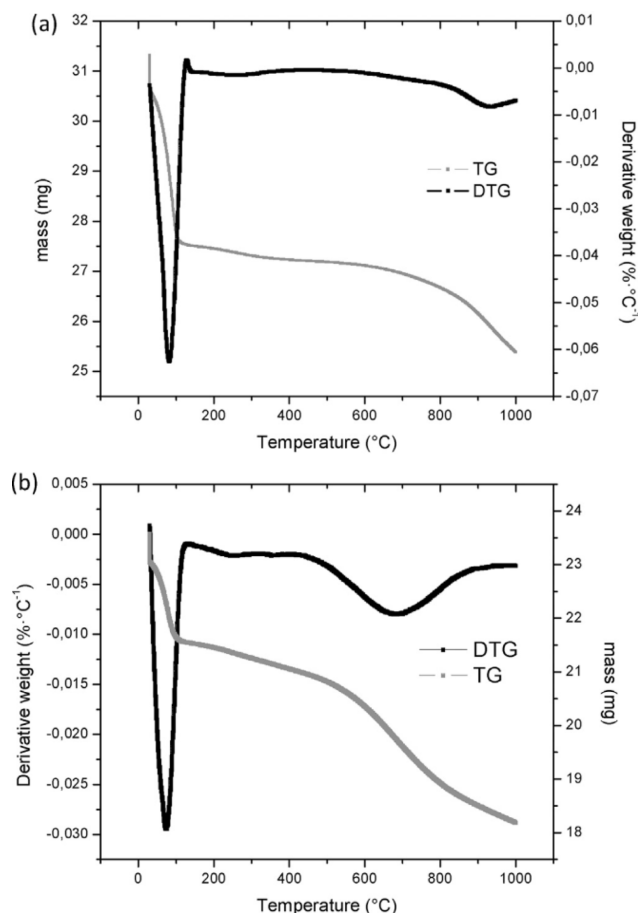 (a)
32
31
30
29
28
27
26
25
mass (mg)
0,01
0,00
-0,01
-0,02
-0,03
-0,04
-0,05
-0,06
-0,07
Derivative weight (%·°C⁻¹)
TG
DTG
0 200 400 600 800 1000
Temperature (°C)
(b)
0,005
0,000
-0,005
-0,010
-0,015
-0,020
-0,025
-0,030
Derivative weight (%·°C⁻¹)
24
23
22
21
20
19
18
mass (mg)
DTG
TG
0 200 400 600 800 1000
Temperature (°C)